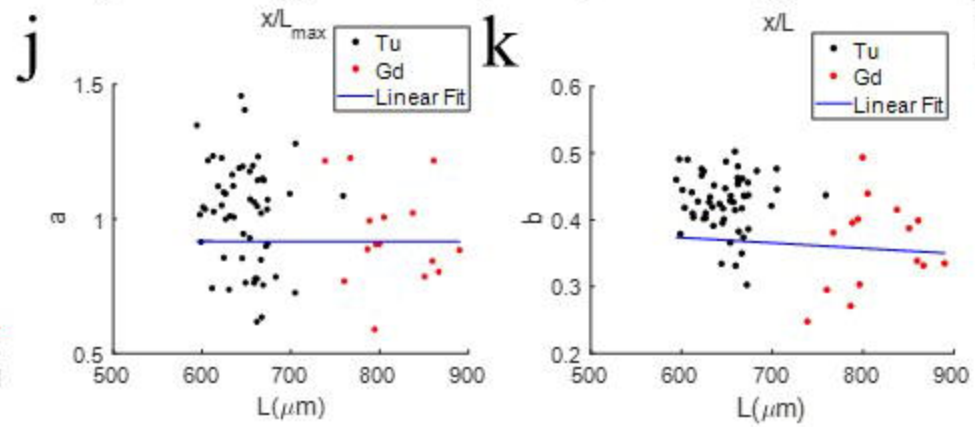 j
x/Lmax
Tu
Gd
Linear Fit
1.5
1
0.5
a
500 600 700 800 900
L(μm)
k
x/L
Tu
Gd
Linear Fit
0.6
0.5
0.4
0.3
0.2
b
500 600 700 800 900
L(μm)